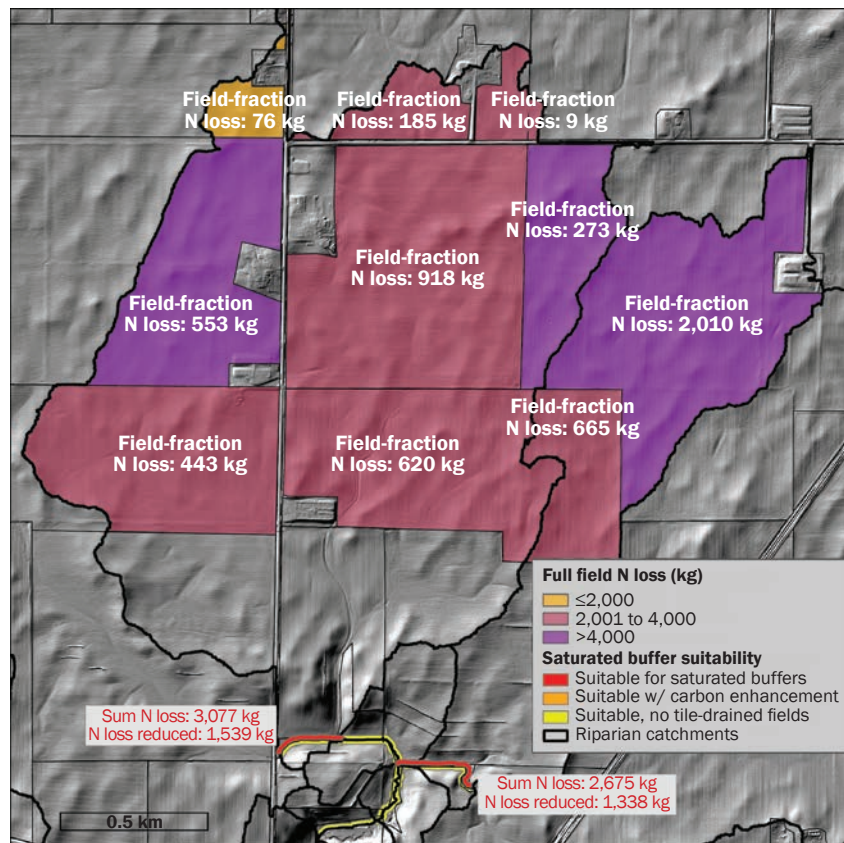 Field-fraction
N loss: 76 kg
Field-fraction
N loss: 185 kg
Field-fraction
N loss: 9 kg
Field-fraction
N loss: 273 kg
Field-fraction
N loss: 918 kg
Field-fraction
N loss: 553 kg
Field-fraction
N loss: 2,010 kg
Field-fraction
N loss: 665 kg
Field-fraction
N loss: 443 kg
Field-fraction
N loss: 620 kg
Full field N loss (kg)
≤2,000
2,001 to 4,000
>4,000
Saturated buffer suitability
Suitable for saturated buffers
Suitable w/ carbon enhancement
Suitable, no tile-drained fields
Riparian catchments
Sum N loss: 3,077 kg
N loss reduced: 1,539 kg
Sum N loss: 2,675 kg
N loss reduced: 1,338 kg
0.5 km